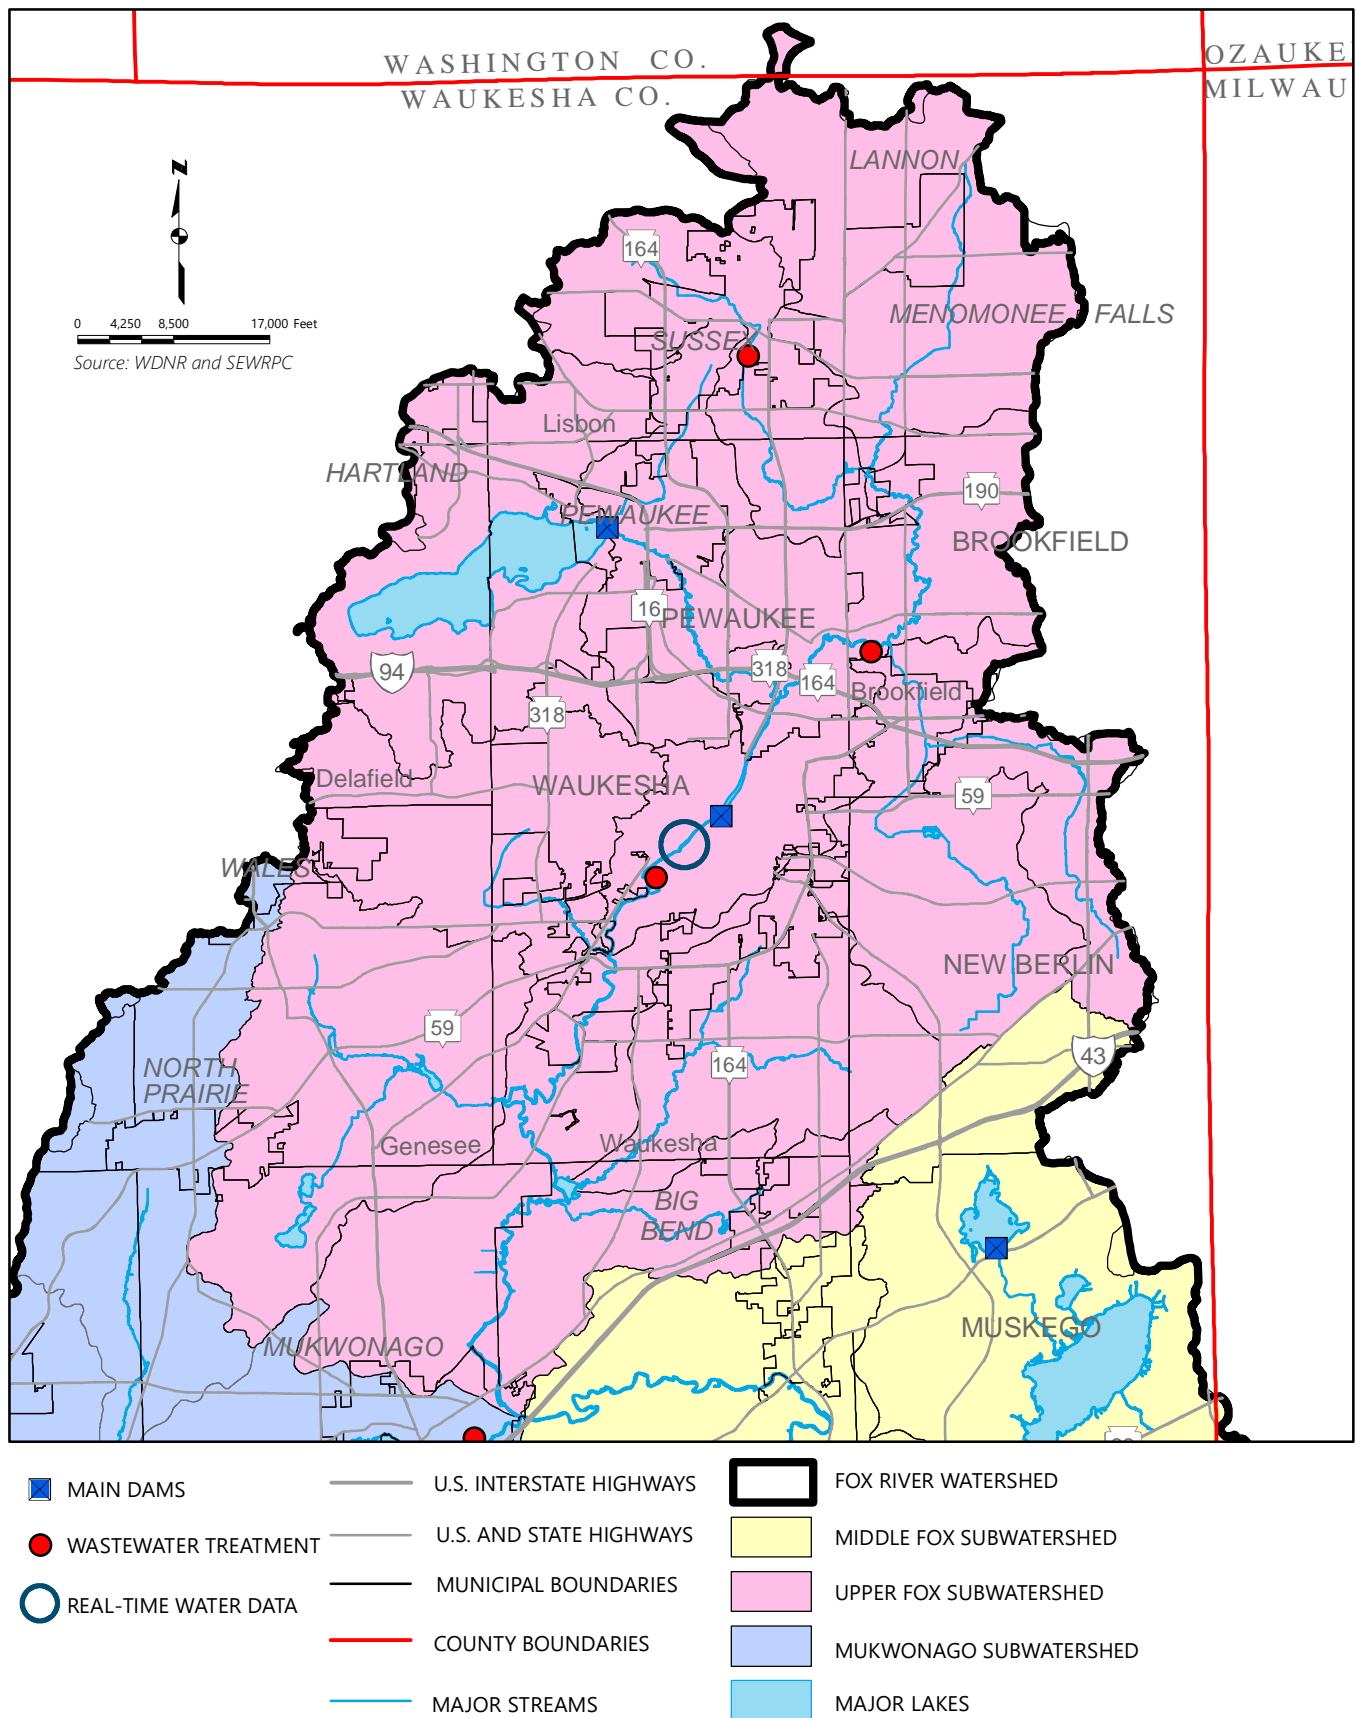 WASHINGTON CO.
OZAUKE
WAUKESHA CO.
MILWAU
LANNON
N
164
0 4,250 8,500 17,000 Feet
MENOMONEE FALLS
SUSSEX
Source: WDNR and SEWRPC
Lisbon
HARTLAND
190
PEWAUKEE
BROOKFIELD
16
PEWAUKEE
94
318
164
Brookfield
318
Delafield
WAUKESHA
59
WALES
NEW BERLIN
59
43
164
NORTH
PRAIRIE
Genesee
Waukesha
BIG
BEND
MUSKEGO
MUKWONAGO
MAIN DAMS
WASTEWATER TREATMENT
REAL-TIME WATER DATA
U.S. INTERSTATE HIGHWAYS
U.S. AND STATE HIGHWAYS
MUNICIPAL BOUNDARIES
COUNTY BOUNDARIES
MAJOR STREAMS
FOX RIVER WATERSHED
MIDDLE FOX SUBWATERSHED
UPPER FOX SUBWATERSHED
MUKWONAGO SUBWATERSHED
MAJOR LAKES